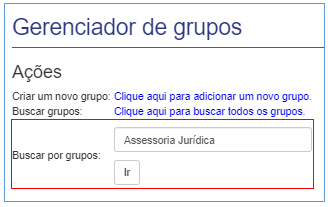 Gerenciador de grupos
Ações
Criar um novo grupo: Clique aqui para adicionar um novo grupo.
Buscar grupos: Clique aqui para buscar todos os grupos.
Assessoria Jurídica
Buscar por grupos:
Ir